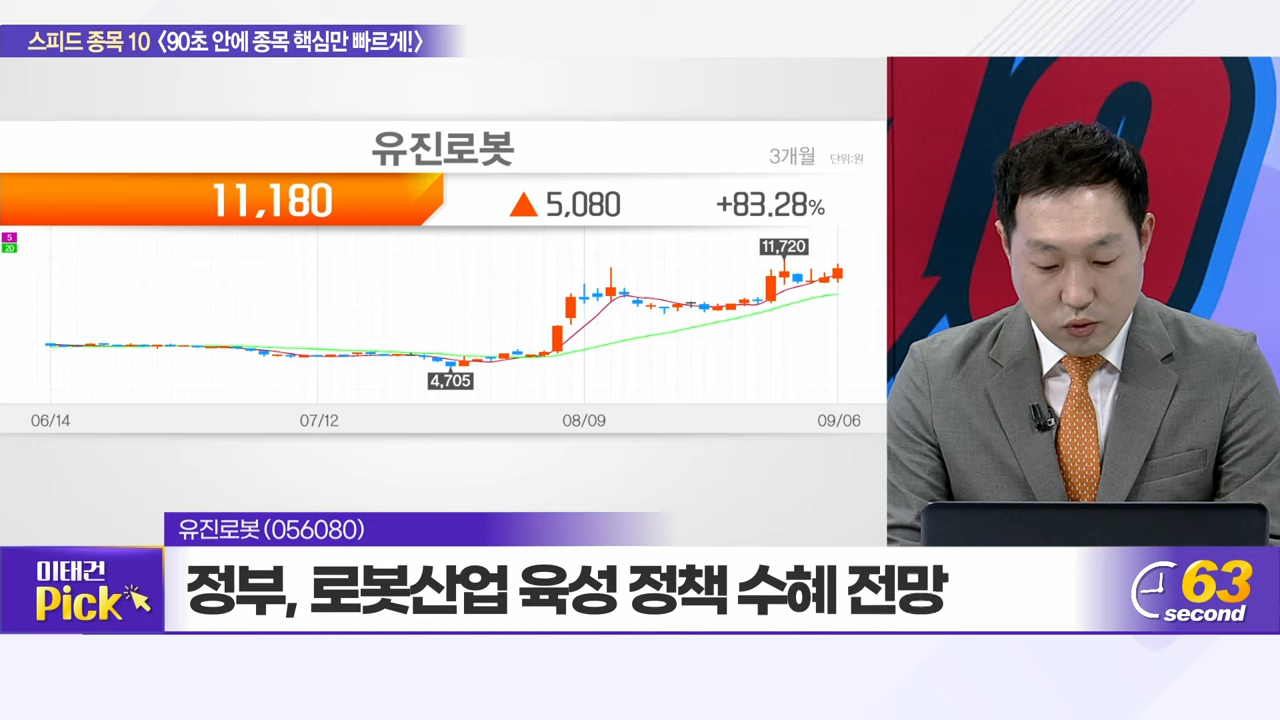 스피드 종목 10 〈90초 안에 종목 핵심만 빠르게!〉
유진로봇
3개월 단위:원
11,180 ▲ 5,080 +83.28%
5
20
11,720
4,705
06/14 07/12 08/09 09/06
유진로봇(056080)
이태건
Pick
정부, 로봇산업 육성 정책 수혜 전망
63
second